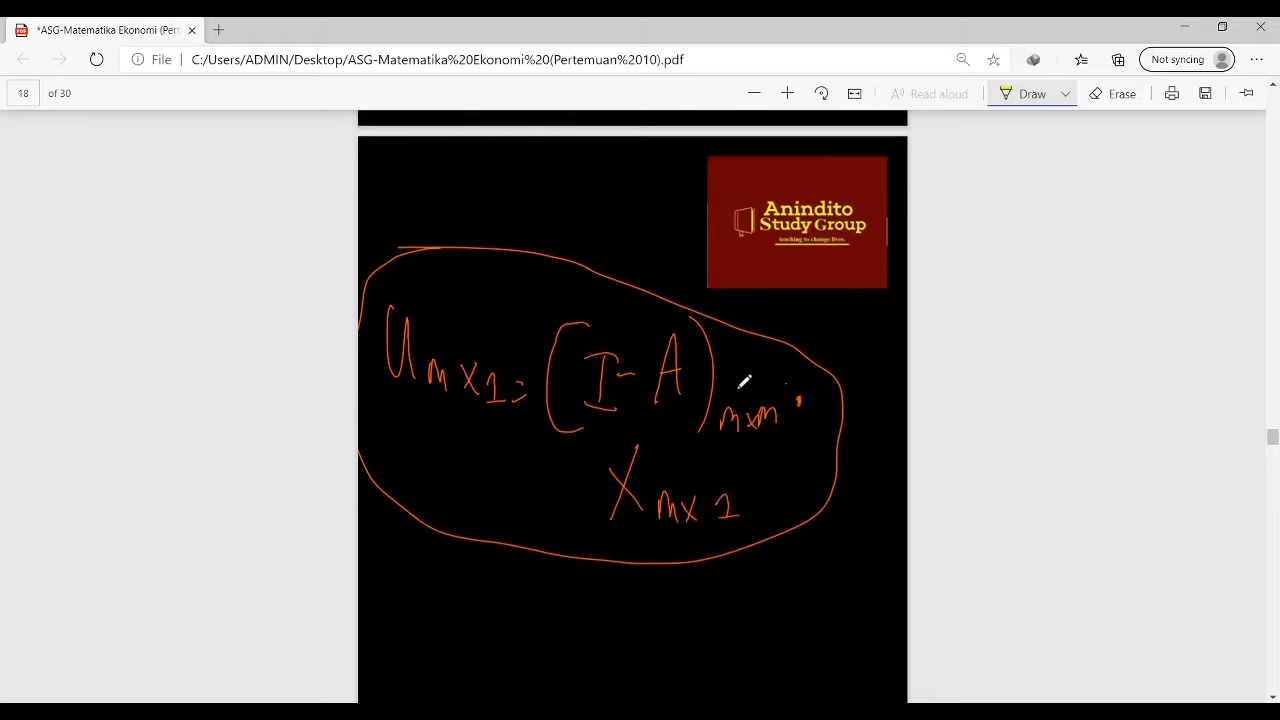 *ASG-Matematika Ekonomi (Pert
File
C:/Users/ADMIN/Desktop/ASG-Matematika%20Ekonomi%20(Pertemuan%2010).pdf
Not syncing
18 of 30
Read aloud
Draw
Erase
Anindito
Study Group
teaching to change lives.
U m x 1 = (I - A) m x m .
X m x 1